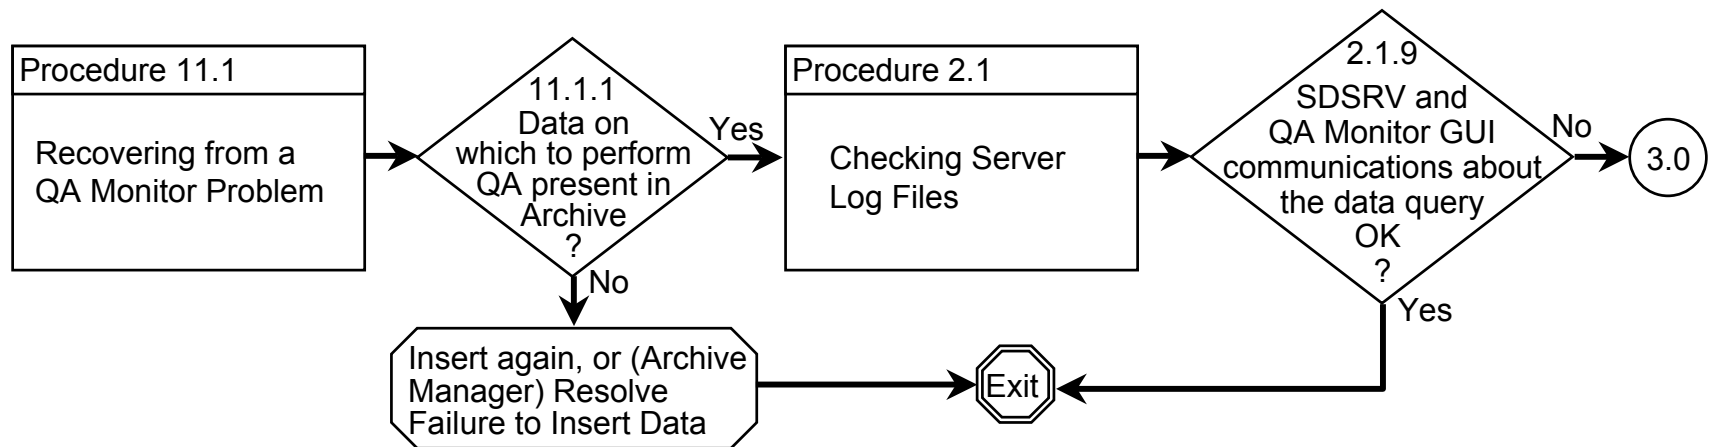 Procedure 11.1
Recovering from a
QA Monitor Problem
11.1.1
Data on
which to perform
QA present in
Archive
?
Yes
No
Insert again, or (Archive
Manager) Resolve
Failure to Insert Data
Procedure 2.1
Checking Server
Log Files
2.1.9
SDSRV and
QA Monitor GUI
communications about
the data query
OK
?
No
3.0
Yes
Exit